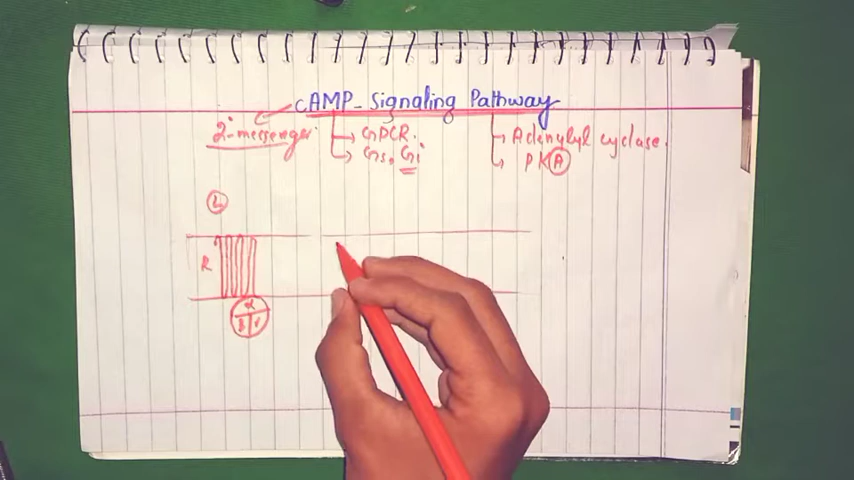 cAMP- Signaling Pathway
2° messenger
GPCR.
Gs, Gi
Adenylyl cyclase.
PKA
L
R
α
β γ